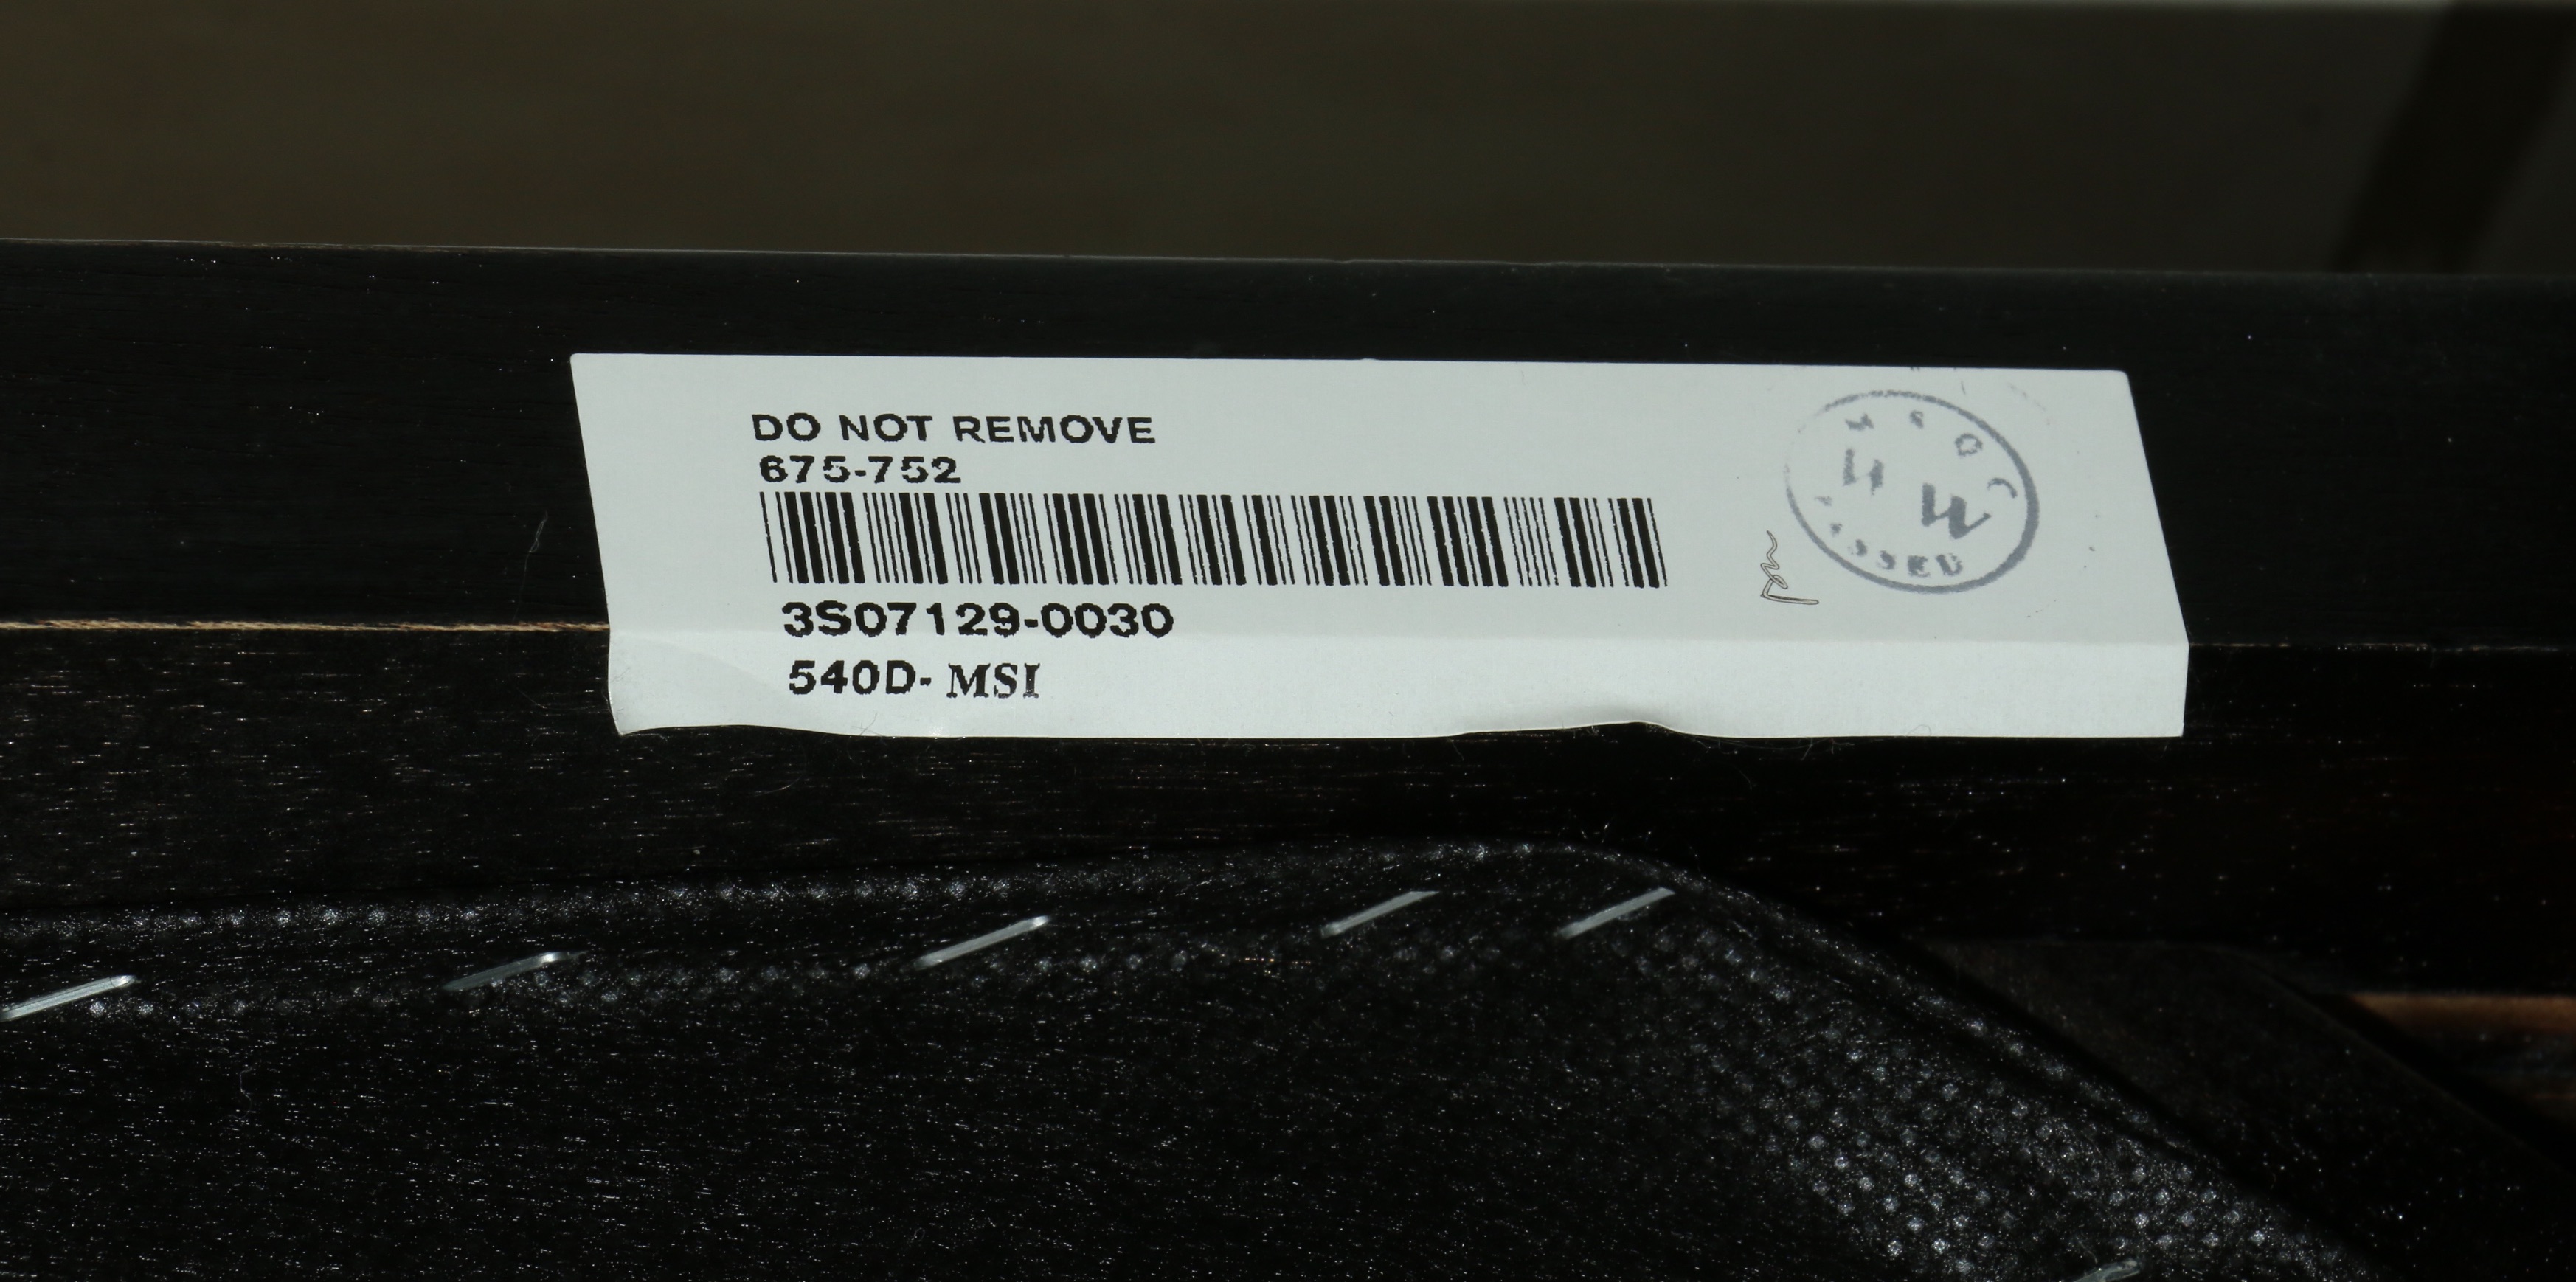 DO NOT REMOVE
675-752
3S07129-0030
540D- MSI